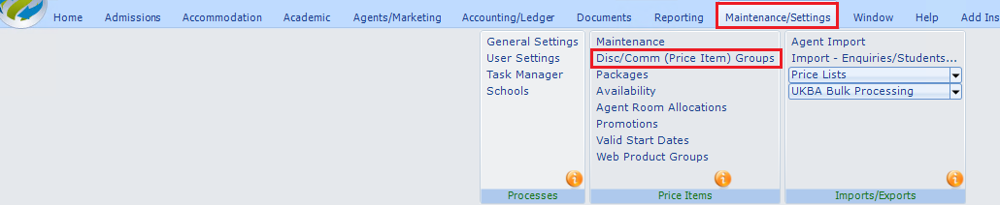 Home Admissions Accommodation Academic Agents/Marketing Accounting/Ledger Documents Reporting Maintenance/Settings Window Help Add Ins
General Settings
User Settings
Task Manager
Schools
Processes
Maintenance
Disc/Comm (Price Item) Groups
Packages
Availability
Agent Room Allocations
Promotions
Valid Start Dates
Web Product Groups
Price Items
Agent Import
Import - Enquiries/Students...
Price Lists
UKBA Bulk Processing
Imports/Exports